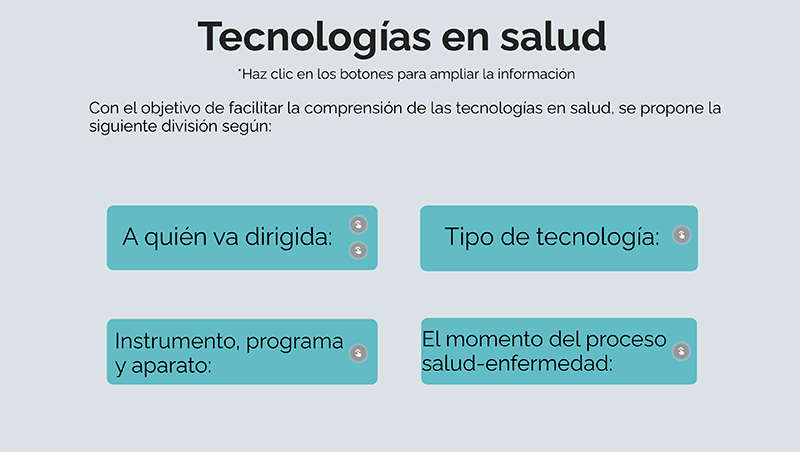 Tecnologías en salud
*Haz clic en los botones para ampliar la información
Con el objetivo de facilitar la comprensión de las tecnologías en salud, se propone la
siguiente división según:
A quién va dirigida:
Tipo de tecnología:
Instrumento, programa
y aparato:
El momento del proceso
salud-enfermedad: